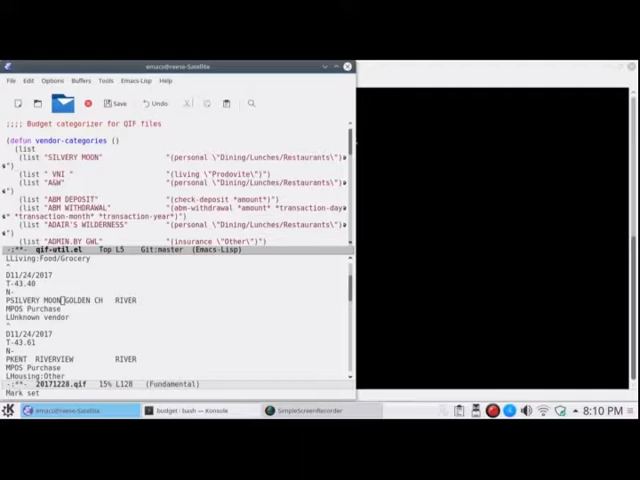 emacs@reese-Satellite
File Edit Options Buffers Tools Emacs-Lisp Help
Save Undo
;;;; Budget categorizer for QIF files
(defun vendor-categories ()
(list
(list "SILVERY MOON" "(personal \"Dining/Lunches/Restaurants\
\")")
(list " VNI " "(living \"Prodovite\")")
(list "A&W" "(personal \"Dining/Lunches/Restaurants\
\")")
(list "ABM DEPOSIT" "(check-deposit *amount*)")
(list "ABM WITHDRAWAL" "(abm-withdrawal *amount* *transaction-day
* *transaction-month* *transaction-year*)")
(list "ADAIR'S WILDERNESS" "(personal \"Dining/Lunches/Restaurants\
\")")
(list "ADMIN.BY GWL" "(insurance \"Other\")")
-:**- qif-util.el Top L5 Git:master (Emacs-Lisp)
LLiving:Food/Grocery
^
D11/24/2017
T-43.40
N-
PSILVERY MOON GOLDEN CH RIVER
MPOS Purchase
LUnknown vendor
^
D11/24/2017
T-43.61
N-
PKENT RIVERVIEW RIVER
MPOS Purchase
LHousing:Other
-:**- 20171228.qif 15% L128 (Fundamental)
Mark set
emacs@reese-Satellite budget : bash — Konsole SimpleScreenRecorder 8:10 PM